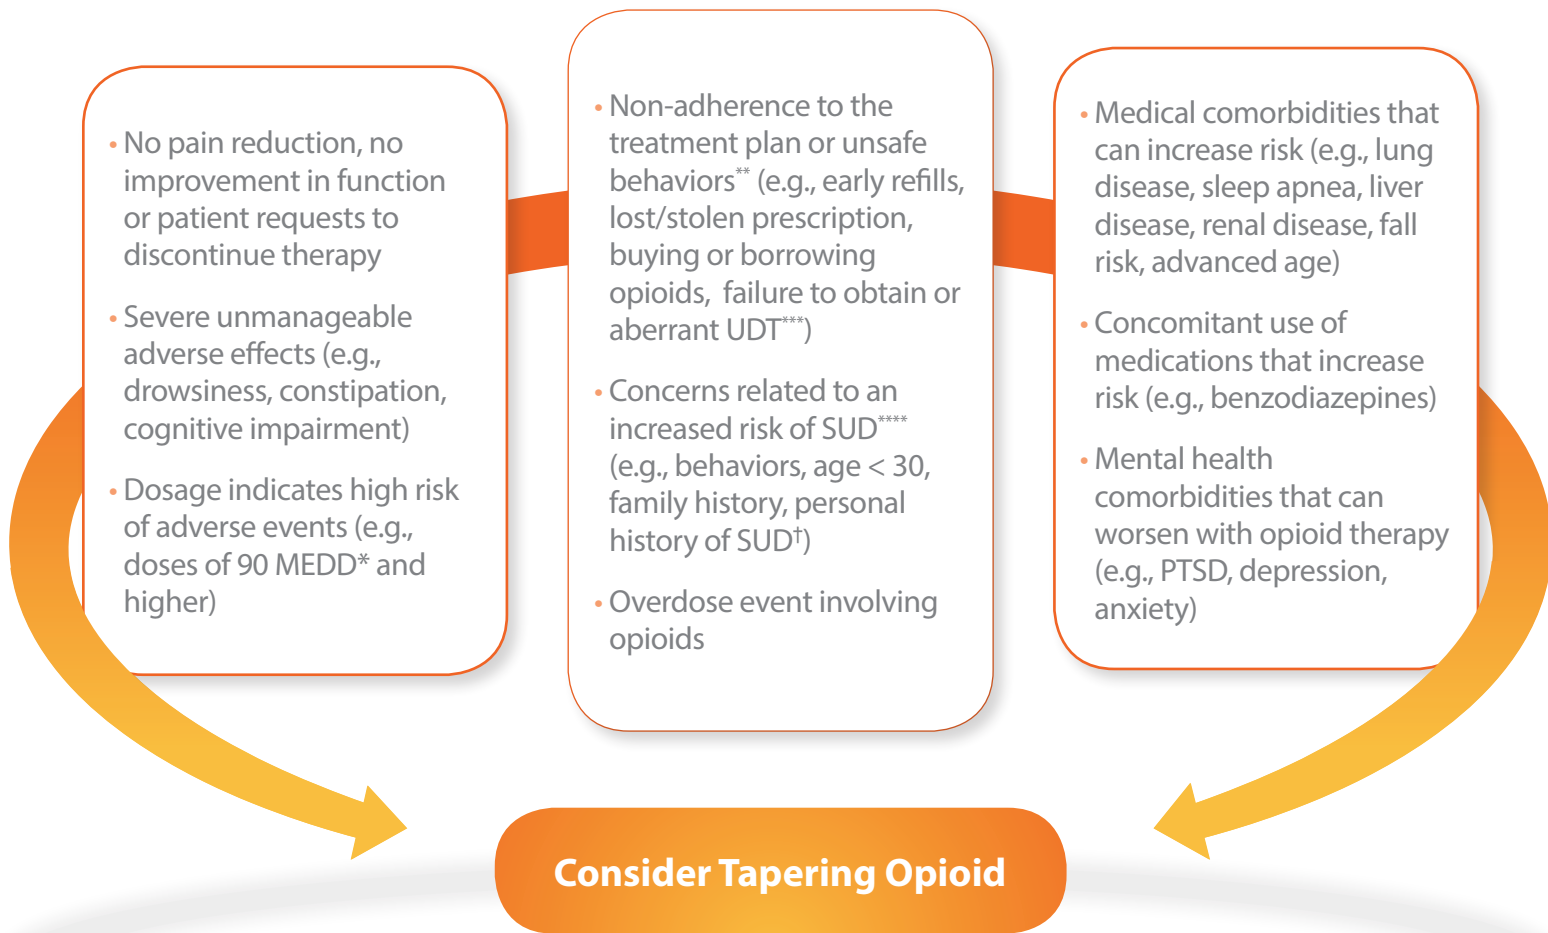 • No pain reduction, no
improvement in function
or patient requests to
discontinue therapy
• Severe unmanageable
adverse effects (e.g.,
drowsiness, constipation,
cognitive impairment)
• Dosage indicates high risk
of adverse events (e.g.,
doses of 90 MEDD* and
higher)
• Non-adherence to the
treatment plan or unsafe
behaviors** (e.g., early refills,
lost/stolen prescription,
buying or borrowing
opioids, failure to obtain or
aberrant UDT***)
• Concerns related to an
increased risk of SUD****
(e.g., behaviors, age < 30,
family history, personal
history of SUD†)
• Overdose event involving
opioids
• Medical comorbidities that
can increase risk (e.g., lung
disease, sleep apnea, liver
disease, renal disease, fall
risk, advanced age)
• Concomitant use of
medications that increase
risk (e.g., benzodiazepines)
• Mental health
comorbidities that can
worsen with opioid therapy
(e.g., PTSD, depression,
anxiety)
Consider Tapering Opioid